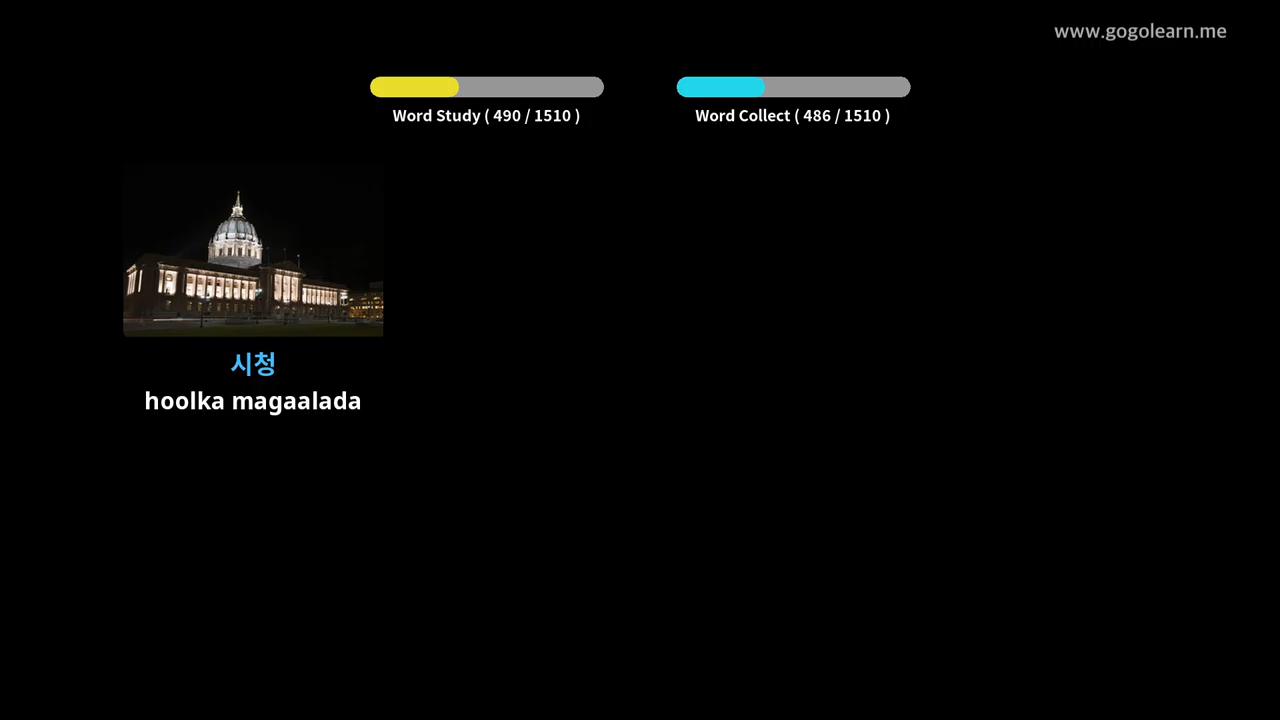 www.gogolearn.me
Word Study ( 490 / 1510 )
Word Collect ( 486 / 1510 )
시청
hoolka magaalada